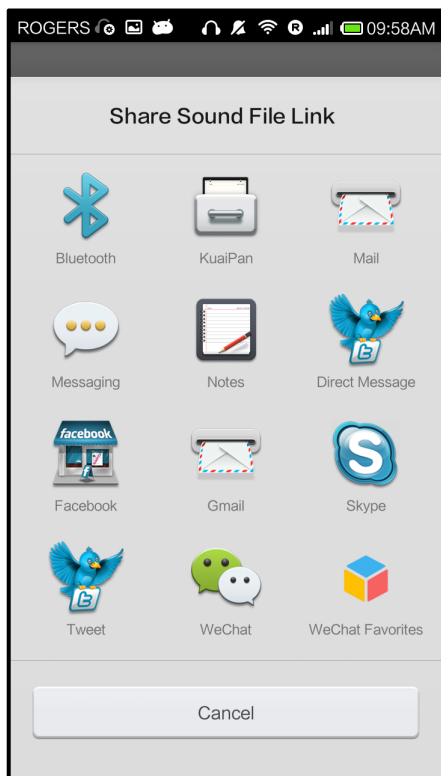 ROGERS R 09:58AM
Share Sound File Link
Bluetooth KuaiPan Mail
Messaging Notes Direct Message
facebook
Facebook Gmail Skype
Tweet WeChat WeChat Favorites
Cancel